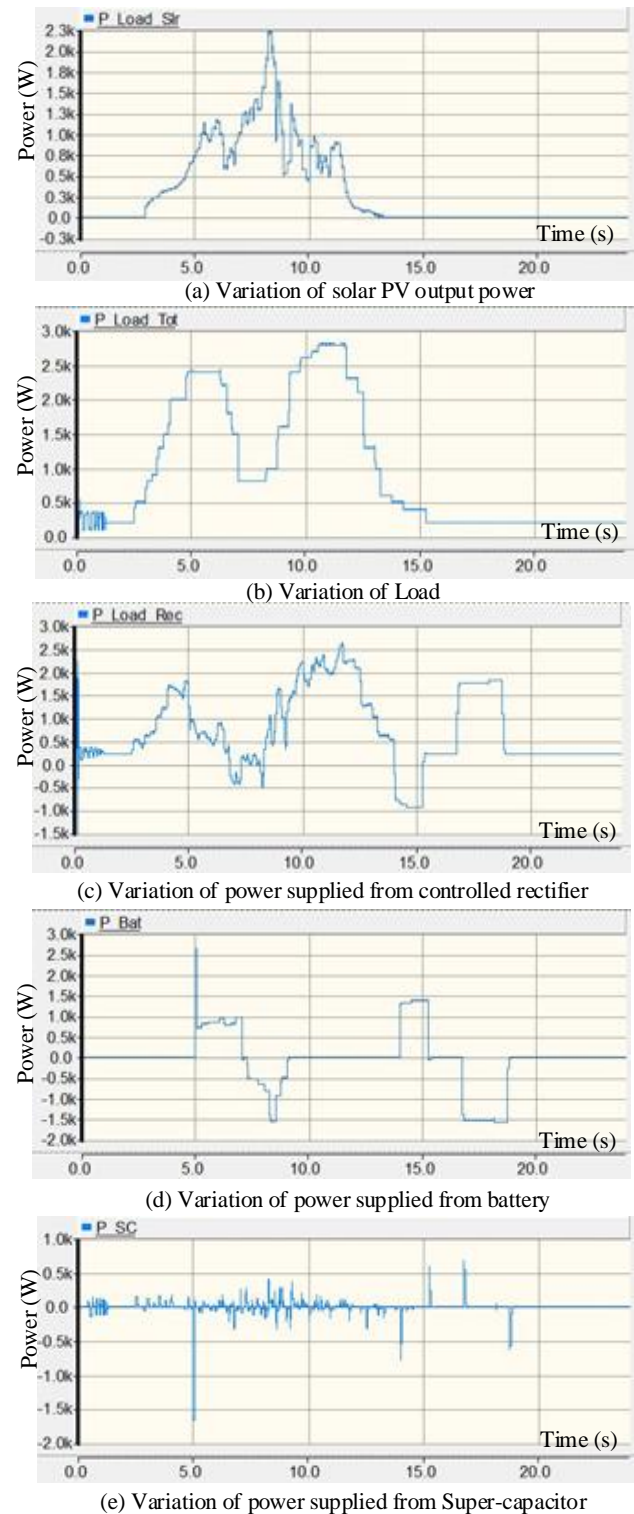 P_Load_Slr
Power (W)
2.3k
2.0k
1.8k
1.5k
1.3k
1.0k
0.8k
0.5k
0.3k
0.0
-0.3k
Time (s)
0.0 5.0 10.0 15.0 20.0
(a) Variation of solar PV output power
P_Load_Tot
Power (W)
3.0k
2.5k
2.0k
1.5k
1.0k
0.5k
0.0
Time (s)
0.0 5.0 10.0 15.0 20.0
(b) Variation of Load
P_Load_Rec
Power (W)
3.0k
2.5k
2.0k
1.5k
1.0k
0.5k
0.0
-0.5k
-1.0k
-1.5k
Time (s)
0.0 5.0 10.0 15.0 20.0
(c) Variation of power supplied from controlled rectifier
P_Bat
Power (W)
3.0k
2.5k
2.0k
1.5k
1.0k
0.5k
0.0
-0.5k
-1.0k
-1.5k
-2.0k
Time (s)
0.0 5.0 10.0 15.0 20.0
(d) Variation of power supplied from battery
P_SC
Power (W)
1.0k
0.5k
0.0
-0.5k
-1.0k
-1.5k
-2.0k
Time (s)
0.0 5.0 10.0 15.0 20.0
(e) Variation of power supplied from Super-capacitor